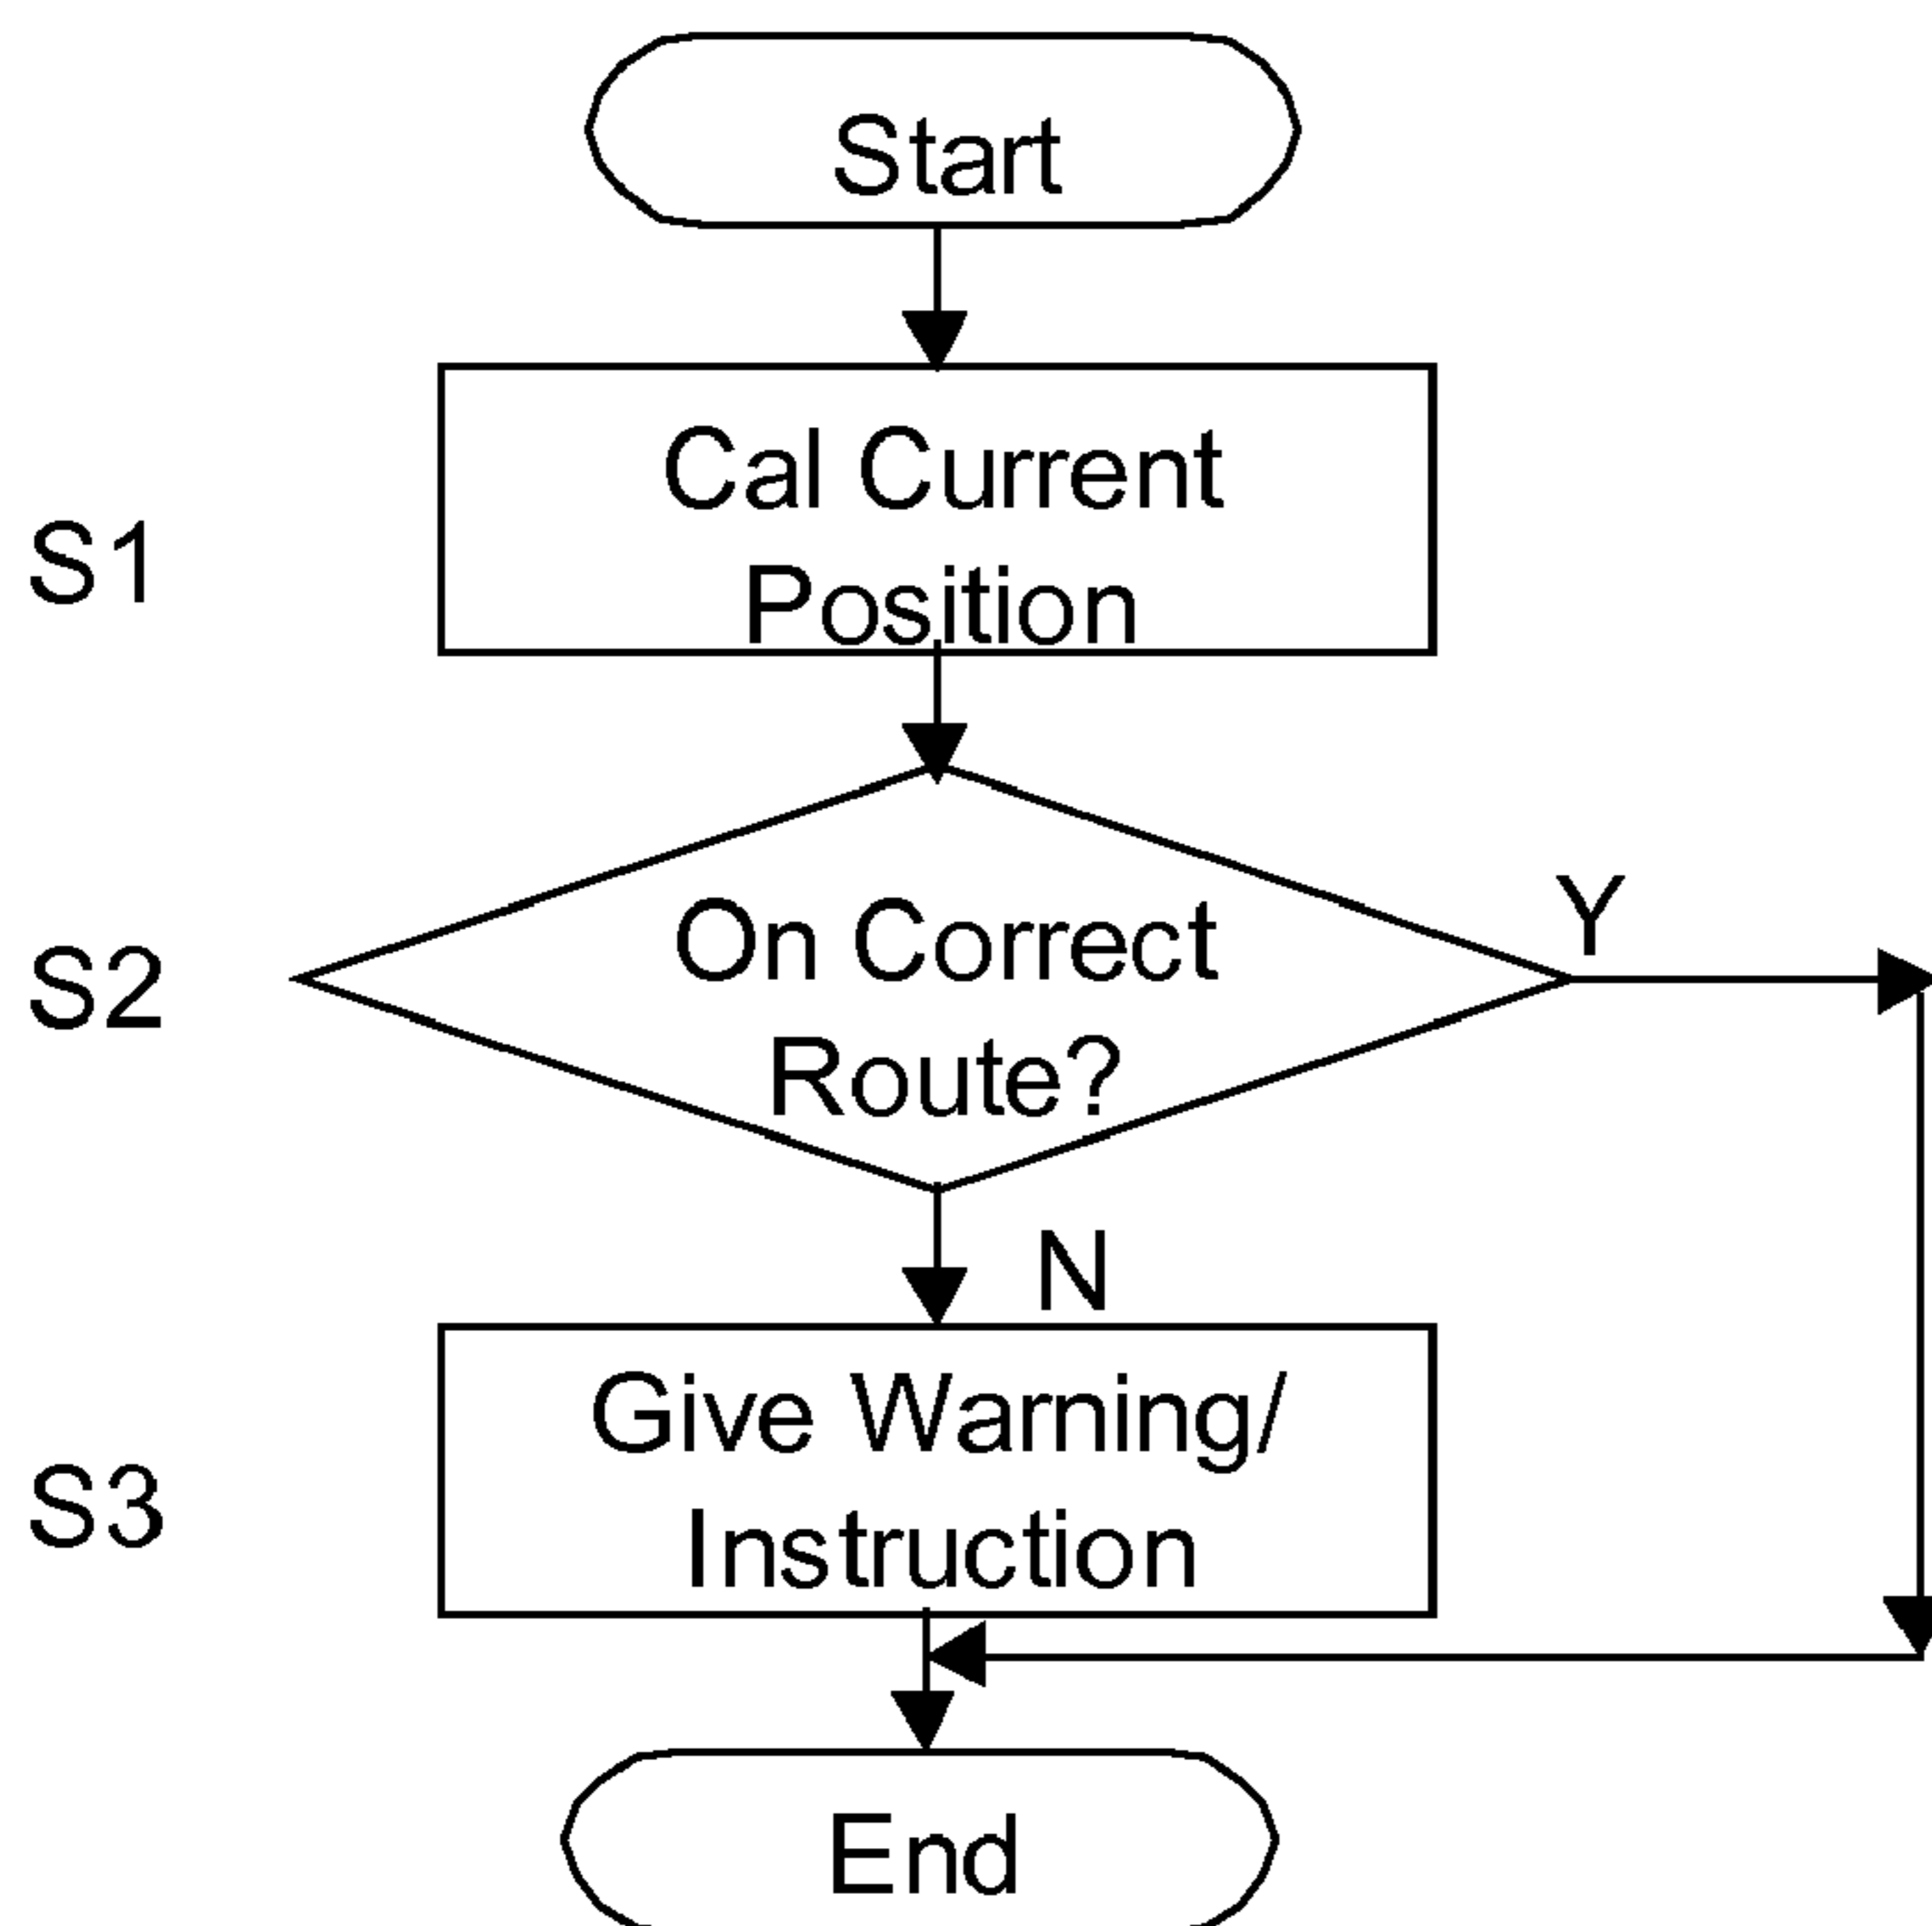 Start
S1
Cal Current
Position
S2
On Correct
Route?
Y
N
S3
Give Warning/
Instruction
End